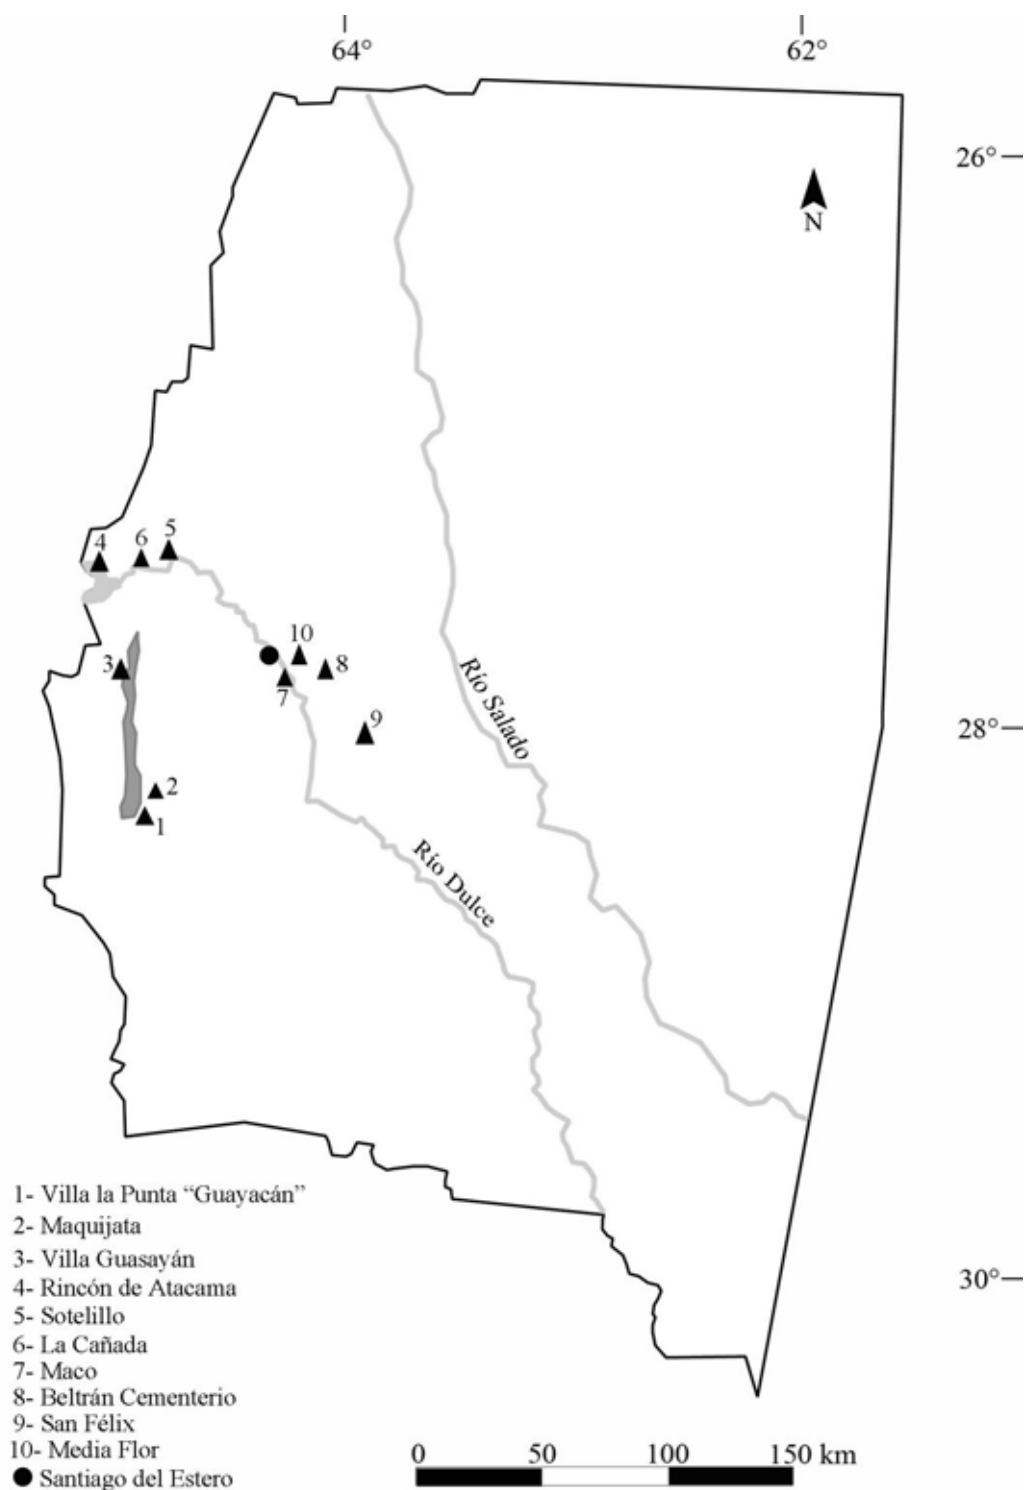 64°
62°
26°
N
4
6
5
3
10
8
7
9
28°
2
1
Río Salado
Río Dulce
30°
1- Villa la Punta “Guayacán”
2- Maquijata
3- Villa Guasayán
4- Rincón de Atacama
5- Sotelillo
6- La Cañada
7- Maco
8- Beltrán Cementerio
9- San Félix
10- Media Flor
Santiago del Estero
0 50 100 150 km